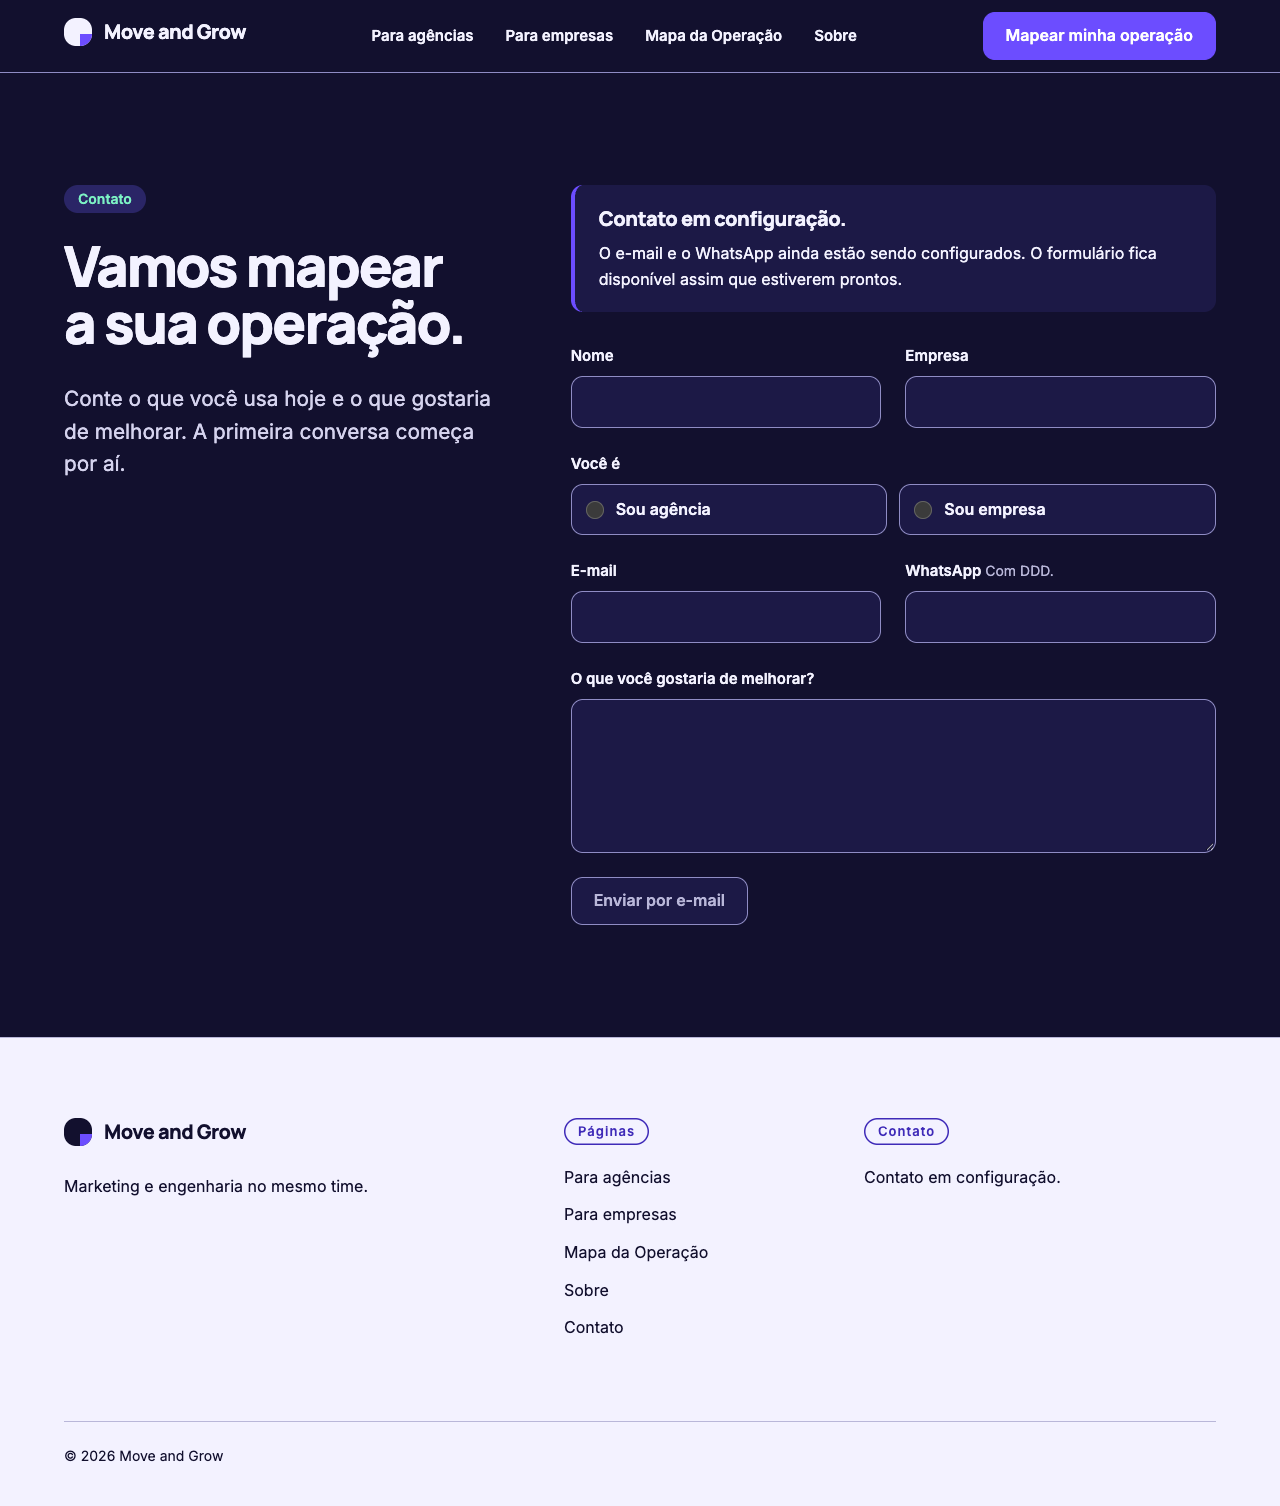 Move and Grow
Para agências
Para empresas
Mapa da Operação
Sobre
Mapear minha operação
Contato
Vamos mapear
a sua operação.
Conte o que você usa hoje e o que gostaria
de melhorar. A primeira conversa começa
por aí.
Contato em configuração.
O e-mail e o WhatsApp ainda estão sendo configurados. O formulário fica
disponível assim que estiverem prontos.
Nome
Empresa
Você é
Sou agência
Sou empresa
E-mail
WhatsApp Com DDD.
O que você gostaria de melhorar?
Enviar por e-mail
Move and Grow
Marketing e engenharia no mesmo time.
Páginas
Para agências
Para empresas
Mapa da Operação
Sobre
Contato
Contato
Contato em configuração.
© 2026 Move and Grow